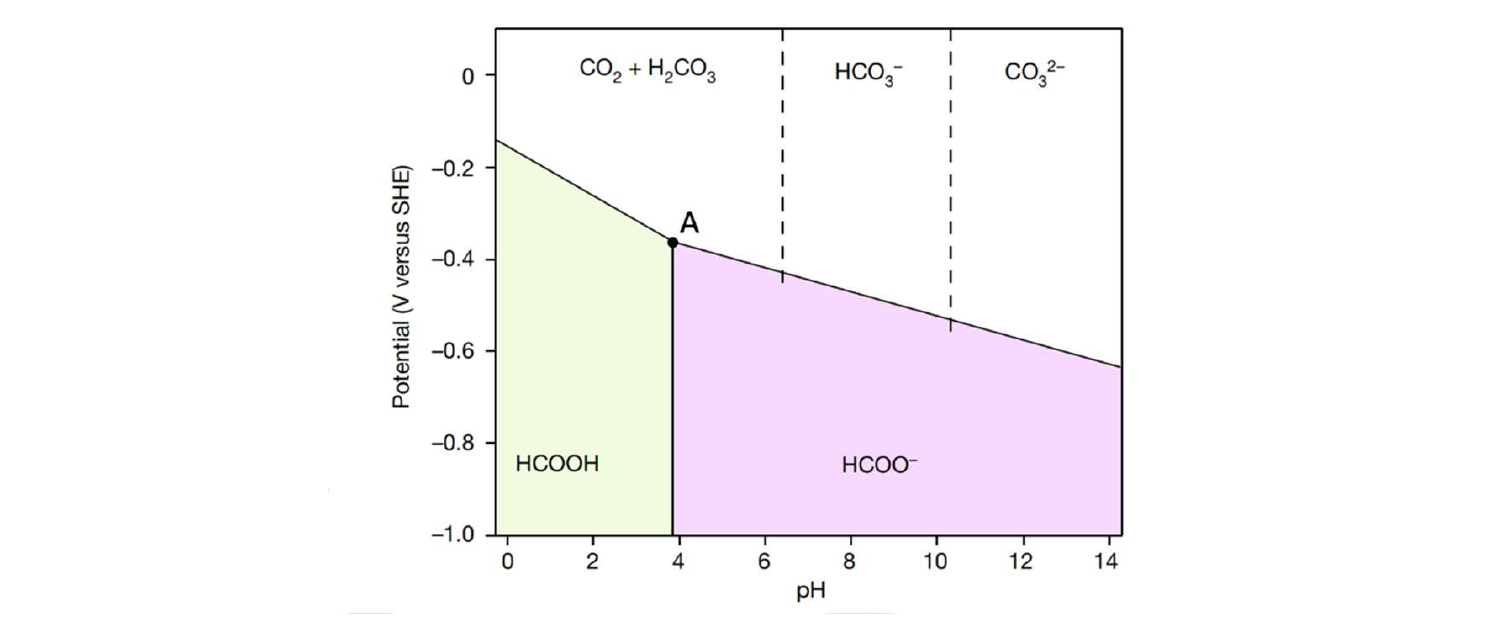 CO₂ + H₂CO₃
HCO₃⁻
CO₃²⁻
0
–0.2
–0.4
–0.6
–0.8
–1.0
Potential (V versus SHE)
A
HCOOH
HCOO⁻
0 2 4 6 8 10 12 14
pH